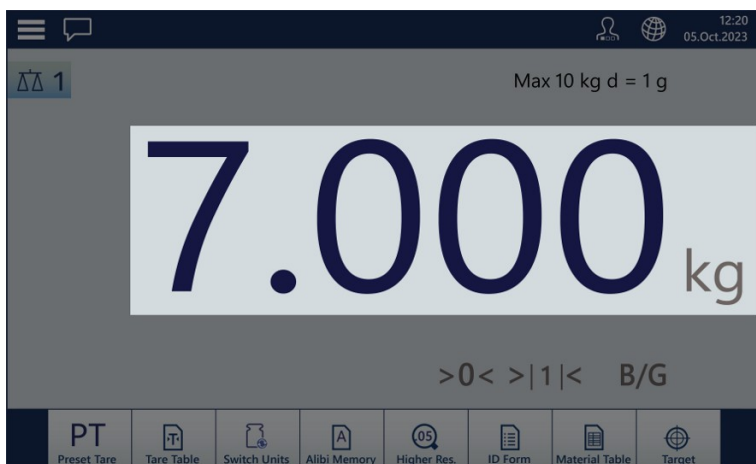 12:20
05.Oct.2023
1
Max 10 kg d = 1 g
7.000 kg
>0< >|1|< B/G
PT
Preset Tare
T
Tare Table
Switch Units
A
Alibi Memory
.05
Higher Res.
ID Form
Material Table
Target